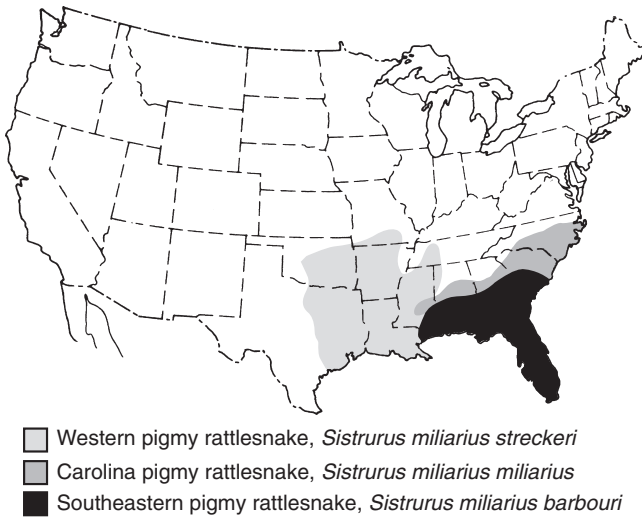 Western pigmy rattlesnake, Sistrurus miliarius streckeri
Carolina pigmy rattlesnake, Sistrurus miliarius miliarius
Southeastern pigmy rattlesnake, Sistrurus miliarius barbouri